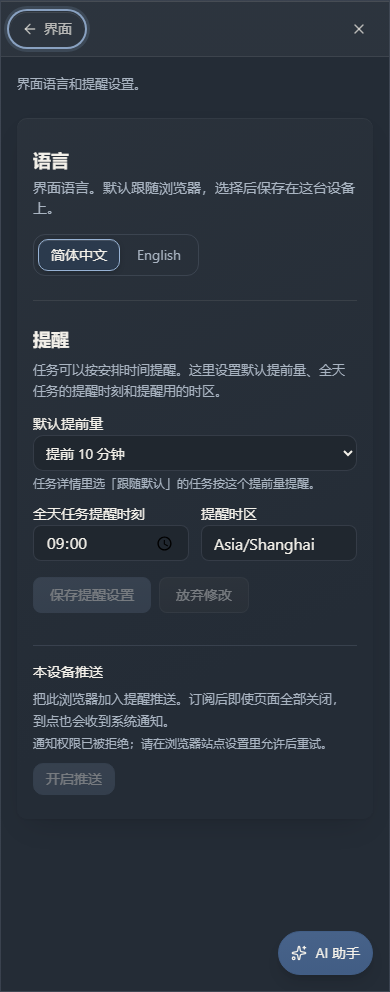 界面
界面语言和提醒设置。
语言
界面语言。默认跟随浏览器，选择后保存在这台设备
上。
简体中文 English
提醒
任务可以按安排时间提醒。这里设置默认提前量、全天
任务的提醒时刻和提醒用的时区。
默认提前量
提前 10 分钟
任务详情里选「跟随默认」的任务按这个提前量提醒。
全天任务提醒时刻 提醒时区
09:00 Asia/Shanghai
保存提醒设置 放弃修改
本设备推送
把此浏览器加入提醒推送。订阅后即使页面全部关闭，
到点也会收到系统通知。
通知权限已被拒绝；请在浏览器站点设置里允许后重试。
开启推送
AI 助手